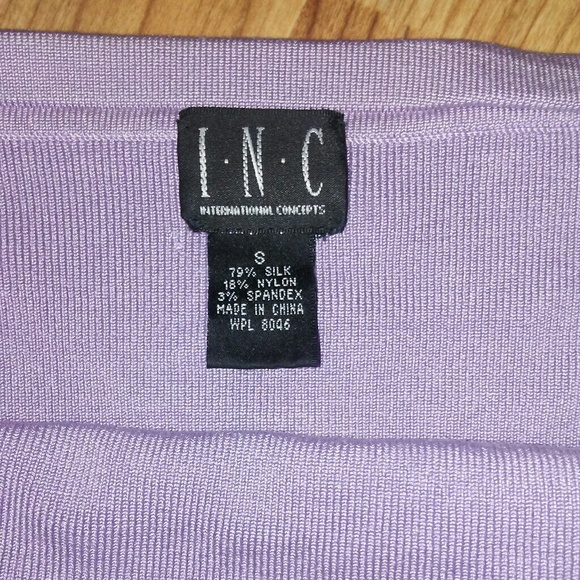 I·N·C
INTERNATIONAL CONCEPTS
S
79% SILK
18% NYLON
3% SPANDEX
MADE IN CHINA
WPL 8046